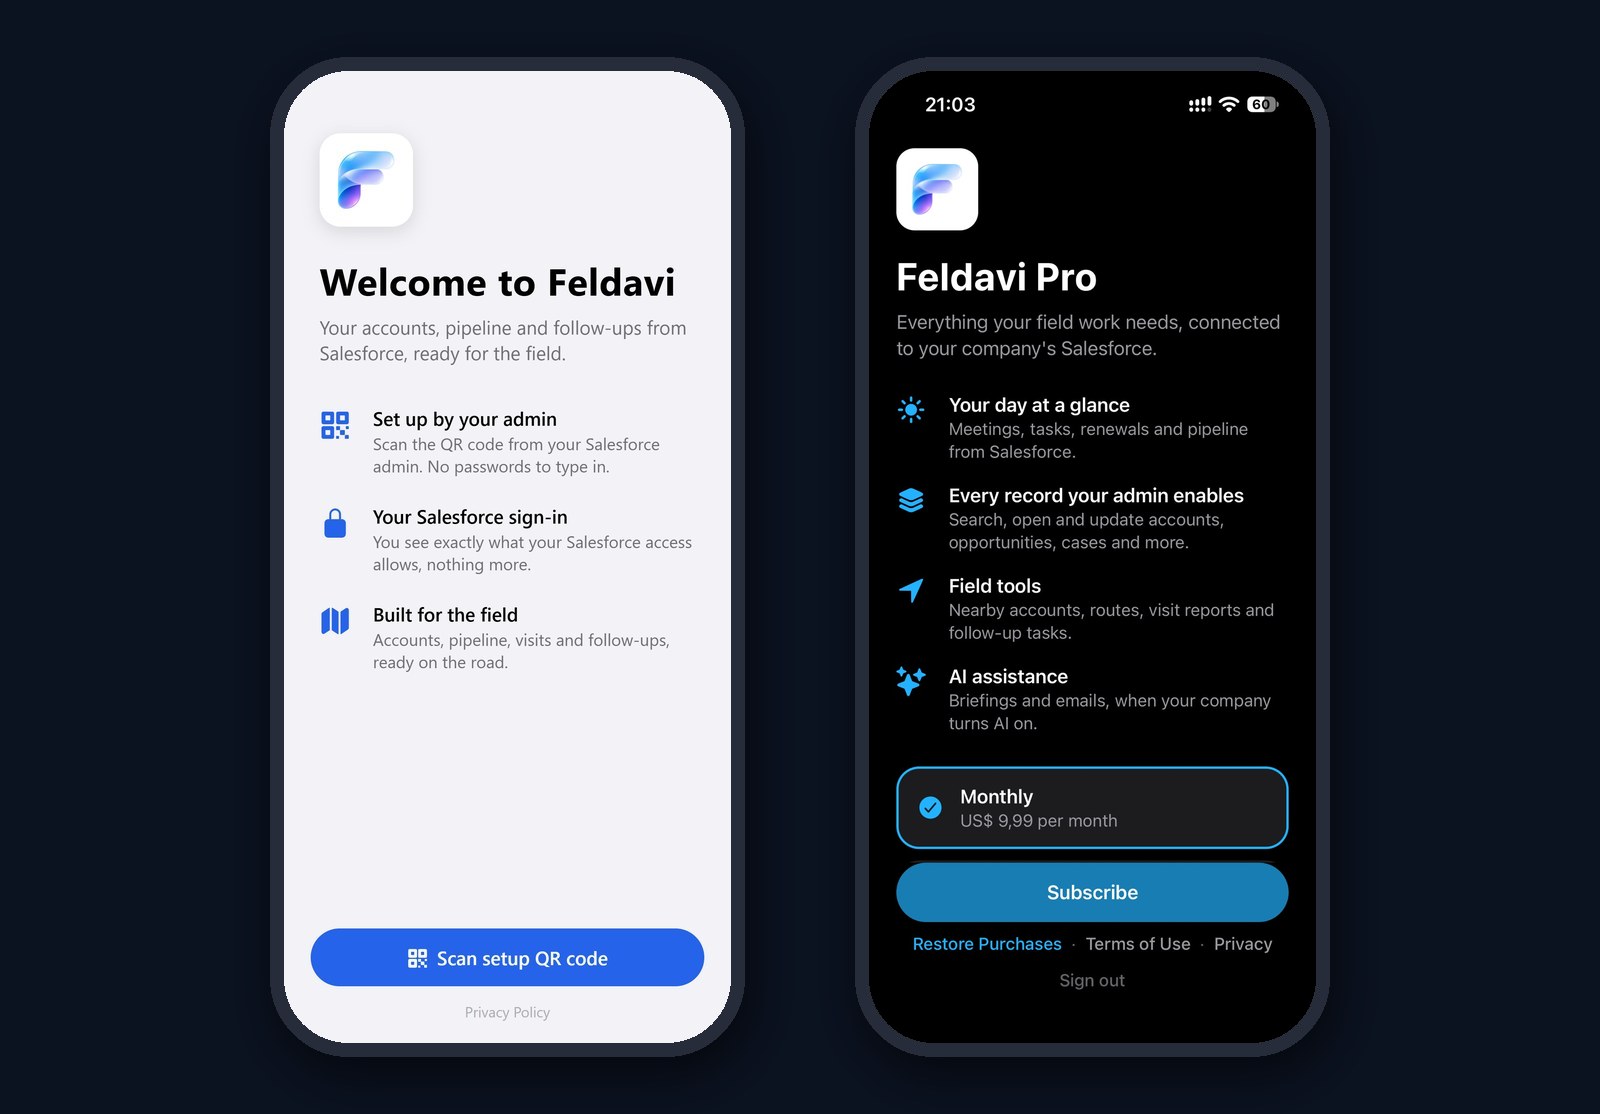 Welcome to Feldavi
Your accounts, pipeline and follow-ups from
Salesforce, ready for the field.
Set up by your admin
Scan the QR code from your Salesforce
admin. No passwords to type in.
Your Salesforce sign-in
You see exactly what your Salesforce access
allows, nothing more.
Built for the field
Accounts, pipeline, visits and follow-ups,
ready on the road.
Scan setup QR code
Privacy Policy
21:03
60
Feldavi Pro
Everything your field work needs, connected
to your company's Salesforce.
Your day at a glance
Meetings, tasks, renewals and pipeline
from Salesforce.
Every record your admin enables
Search, open and update accounts,
opportunities, cases and more.
Field tools
Nearby accounts, routes, visit reports and
follow-up tasks.
AI assistance
Briefings and emails, when your company
turns AI on.
Monthly
US$ 9,99 per month
Subscribe
Restore Purchases · Terms of Use · Privacy
Sign out